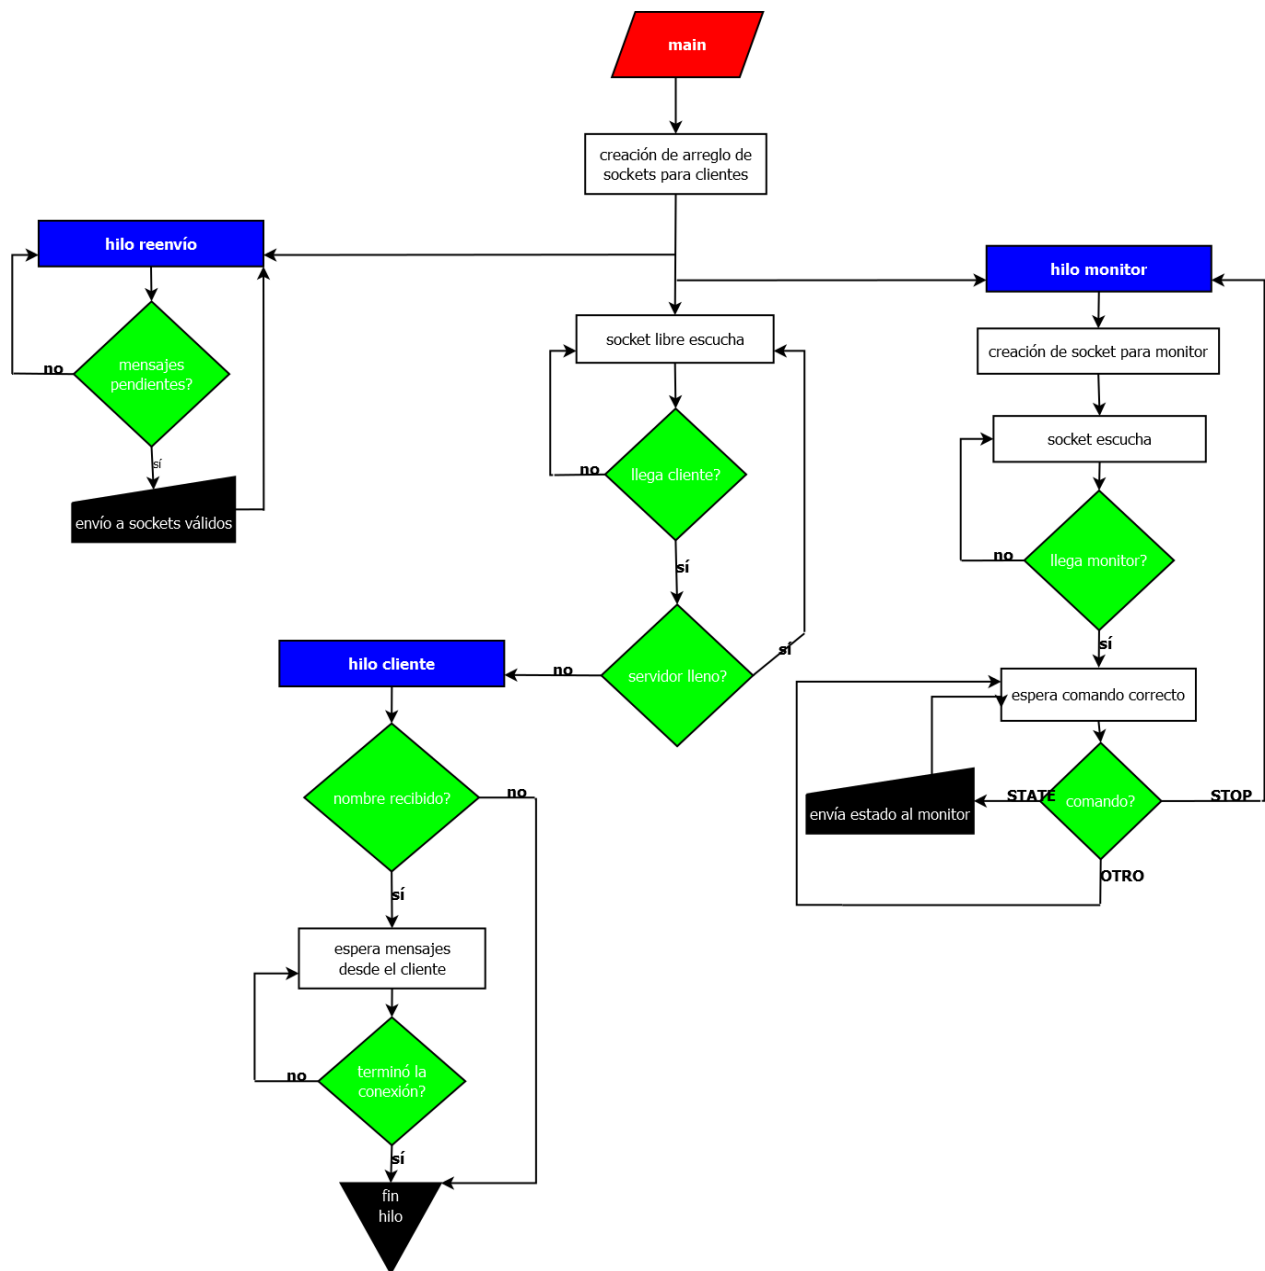 main
creación de arreglo de
sockets para clientes
hilo reenvío
hilo monitor
socket libre escucha
creación de socket para monitor
mensajes
pendientes?
no
sí
socket escucha
llega cliente?
no
sí
envío a sockets válidos
llega monitor?
no
sí
hilo cliente
servidor lleno?
no
sí
espera comando correcto
nombre recibido?
no
sí
comando?
STATE
STOP
OTRO
envía estado al monitor
espera mensajes
desde el cliente
terminó la
conexión?
no
sí
fin
hilo